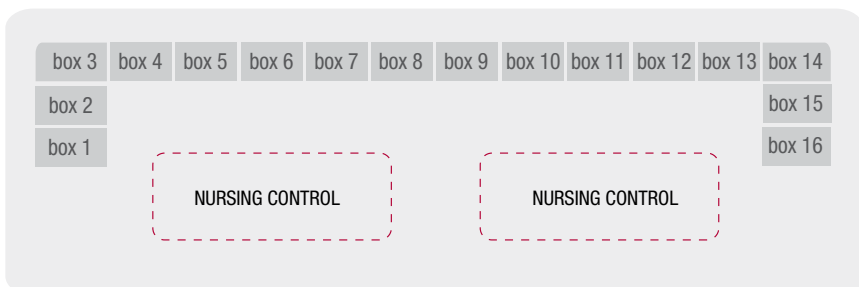 box 3 box 4 box 5 box 6 box 7 box 8 box 9 box 10 box 11 box 12 box 13 box 14
box 2 box 15
box 1 box 16
NURSING CONTROL NURSING CONTROL